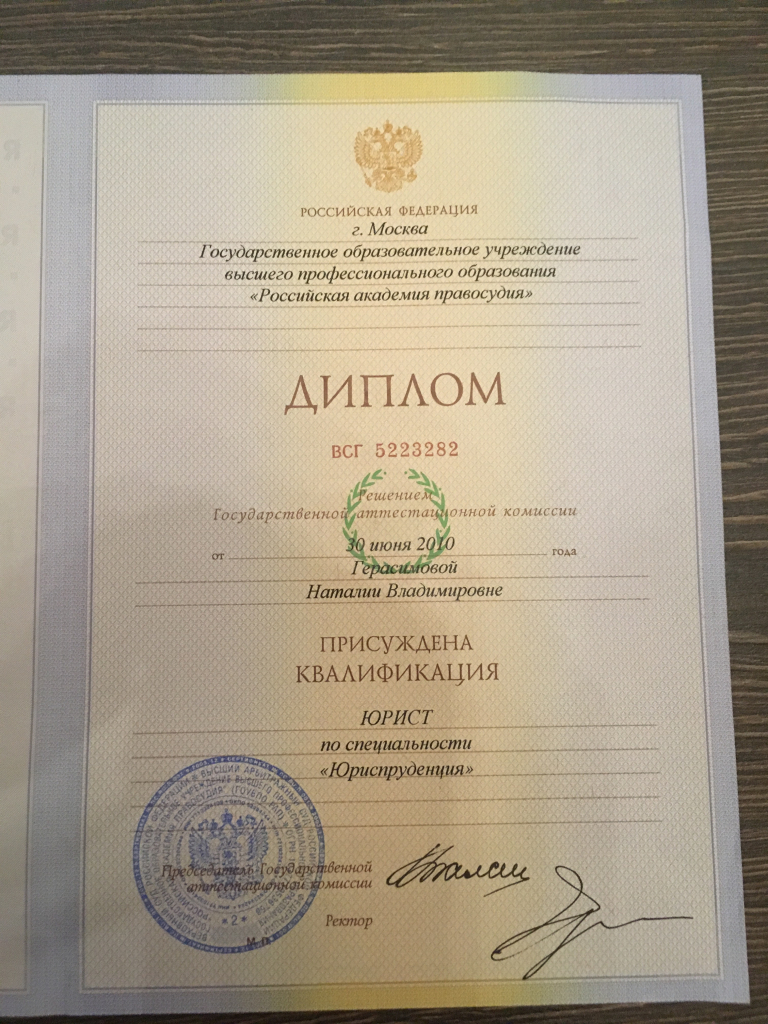 РОССИЙСКАЯ ФЕДЕРАЦИЯ
г. Москва
Государственное образовательное учреждение
высшего профессионального образования
«Российская академия правосудия»
ДИПЛОМ
ВСГ 5223282
Решением
Государственной аттестационной комиссии
от 30 июня 2010 года
Герасимовой
Наталии Владимировне
ПРИСУЖДЕНА
КВАЛИФИКАЦИЯ
ЮРИСТ
по специальности
«Юриспруденция»
Председатель Государственной
аттестационной комиссии
Ректор
М.П.